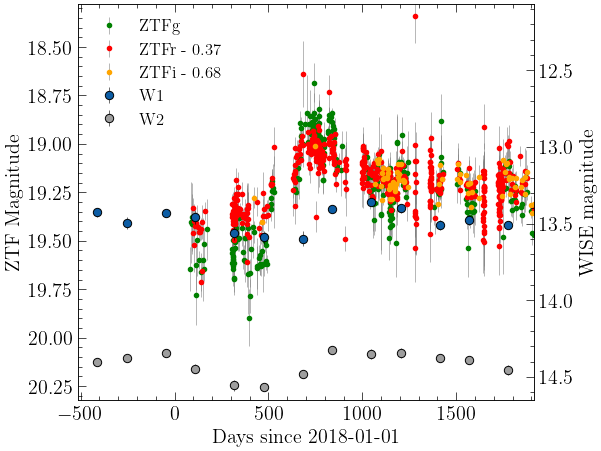 ZTFg
ZTFr - 0.37
ZTFi - 0.68
W1
W2
18.50
18.75
19.00
19.25
19.50
19.75
20.00
20.25
ZTF Magnitude
12.5
13.0
13.5
14.0
14.5
WISE magnitude
−500
0
500
1000
1500
Days since 2018-01-01